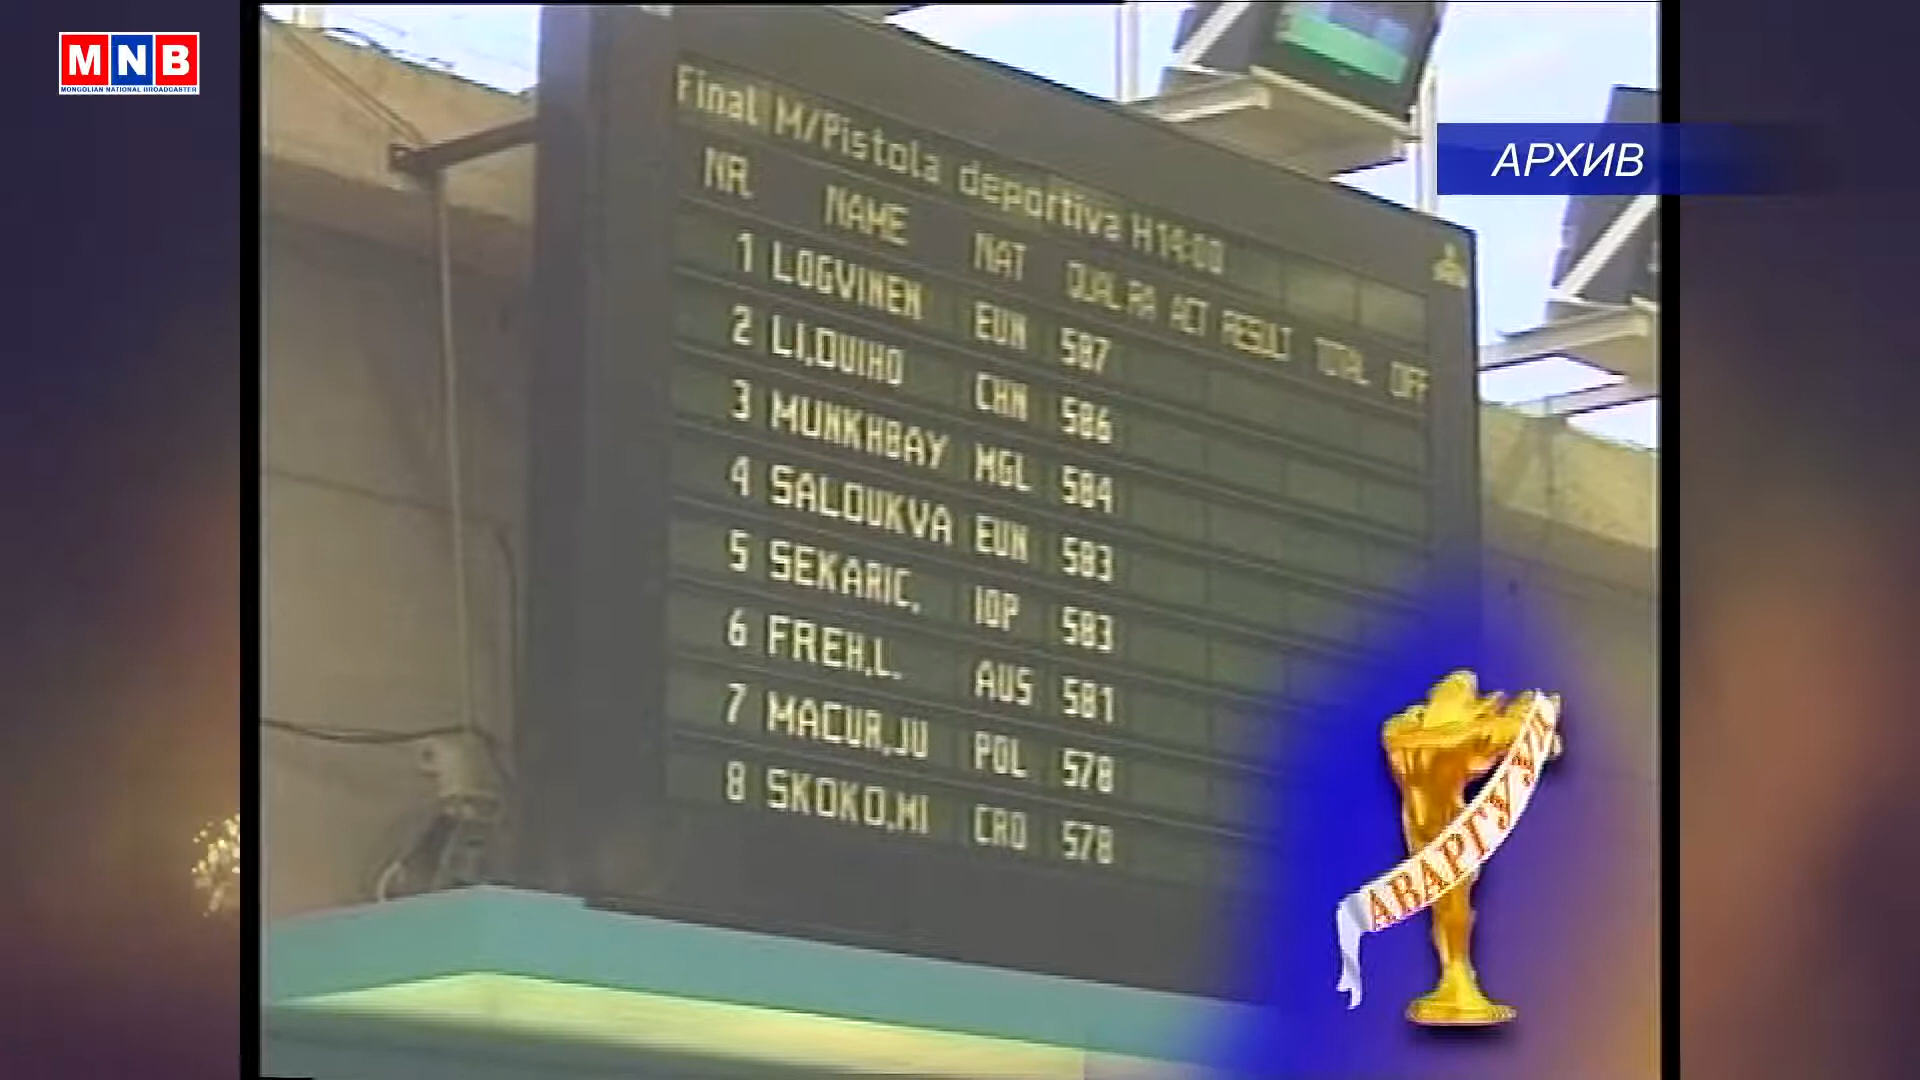 MNB
MONGOLIAN NATIONAL BROADCASTER
АРХИВ
Final M/Pistola deportiva H14:00
NR NAME NAT QUAL RA ACT RESULT TOTAL DIFF
1 LOGVINEN EUN 587
2 LI,DUIHO CHN 586
3 MUNKHBAY MGL 584
4 SALOUKVA EUN 583
5 SEKARIC. IOP 583
6 FREH,L. AUS 581
7 MACUR,JU POL 578
8 SKOKO,MI CRO 578
АВАРГУУД